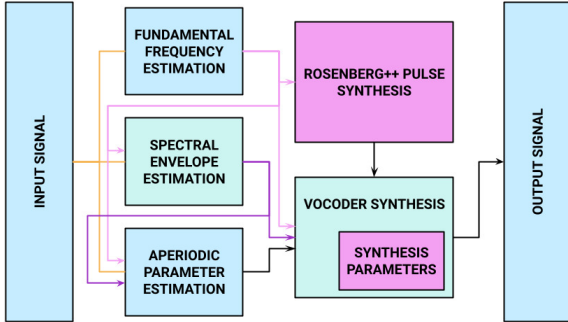 INPUT SIGNAL
FUNDAMENTAL
FREQUENCY
ESTIMATION
SPECTRAL
ENVELOPE
ESTIMATION
APERIODIC
PARAMETER
ESTIMATION
ROSENBERG++ PULSE
SYNTHESIS
VOCODER SYNTHESIS
SYNTHESIS
PARAMETERS
OUTPUT SIGNAL